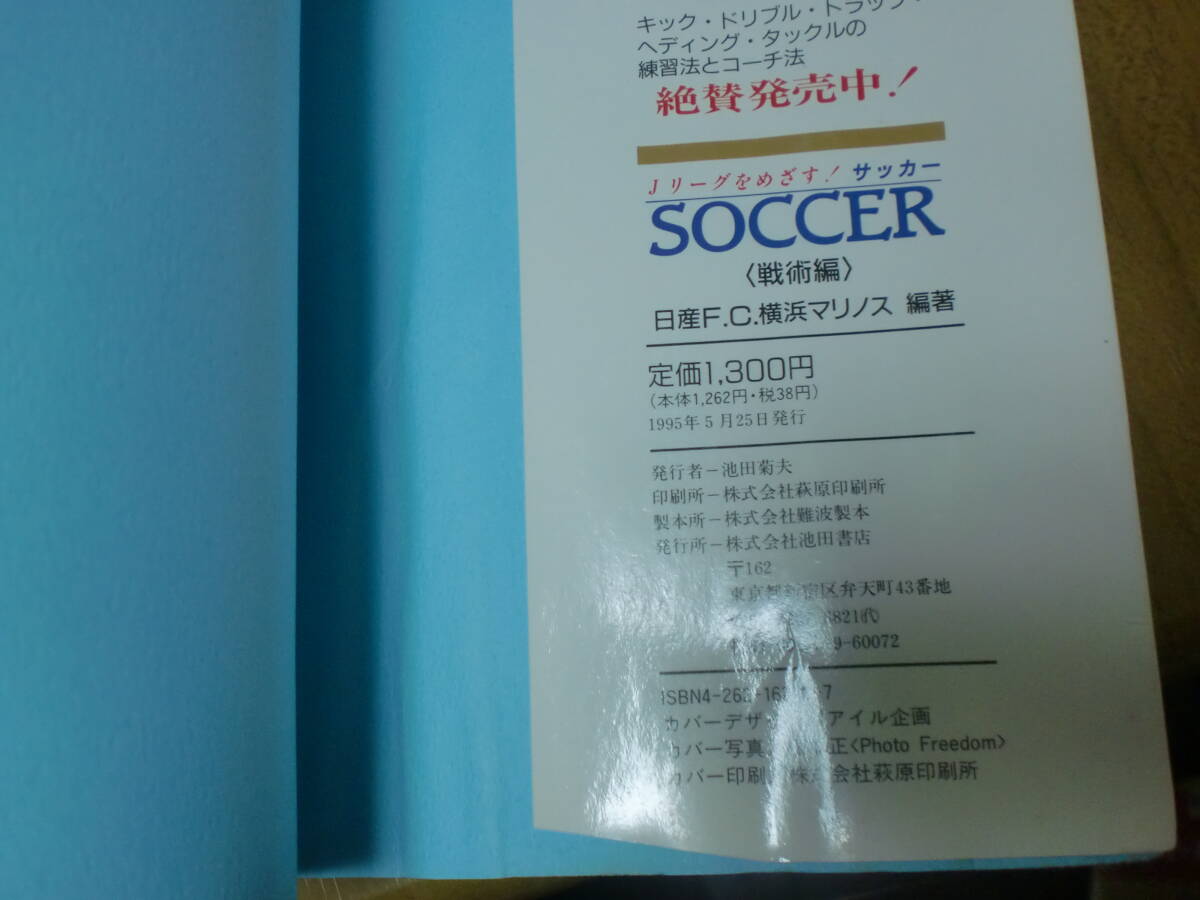 キック・ドリブル・トラップ・
ヘディング・タックルの
練習法とコーチ法
絶賛発売中!
Jリーグをめざす! サッカー
SOCCER
〈戦術編〉
日産F.C.横浜マリノス 編著
定価1,300円
(本体1,262円・税38円)
1995年5月25日発行
発行者－池田菊夫
印刷所－株式会社萩原印刷所
製本所－株式会社難波製本
発行所－株式会社池田書店
〒162
東京都新宿区弁天町43番地
6821㈹
9-60072
ISBN4-262-16
カバーデザ アイル企画
カバー写真 正〈Photo Freedom〉
カバー印刷 株式会社萩原印刷所